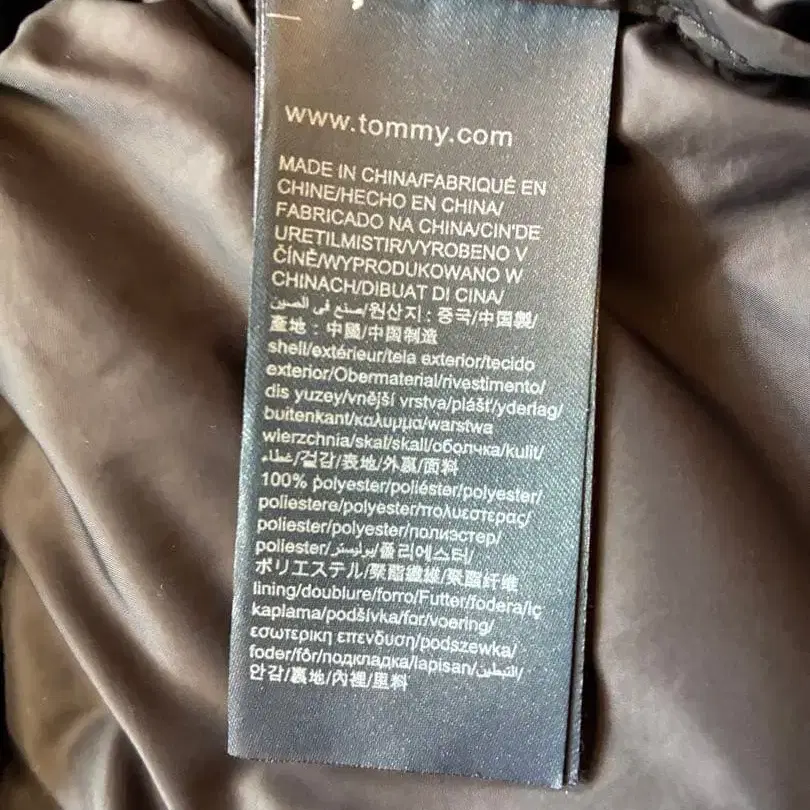 www.tommy.com
MADE IN CHINA/FABRIQUÉ EN
CHINE/HECHO EN CHINA/
FABRICADO NA CHINA/CIN'DE
URETILMISTIR/VYROBENO V
ČÍNĚ/WYPRODUKOWANO W
CHINACH/DIBUAT DI CINA/
صنع في الصين/원산지 : 중국/中国製/
產地 : 中國/中国制造
shell/extérieur/tela exterior/tecido
exterior/Obermaterial/rivestimento/
dis yuzey/vnější vrstva/plášť/yderlag/
buitenkant/καλυμμα/warstwa
wierzchnia/skal/skall/оболчка/kulit/
غطاء/겉감/表地/外裏/面料
100% polyester/poliéster/polyester/
poliestere/polyester/πολυεστερας/
poliester/polyester/полиэстер/
poliester/بوليستر/폴리에스터/
ポリエステル/聚脂纖維/聚脂纤维
lining/doublure/forro/Futter/fodera/iç
kaplama/podšívka/for/voering/
εσωτερικη επενδυση/podszewka/
foder/fôr/подкладка/lapisan/التبطين/
안감/裏地/內裡/里料